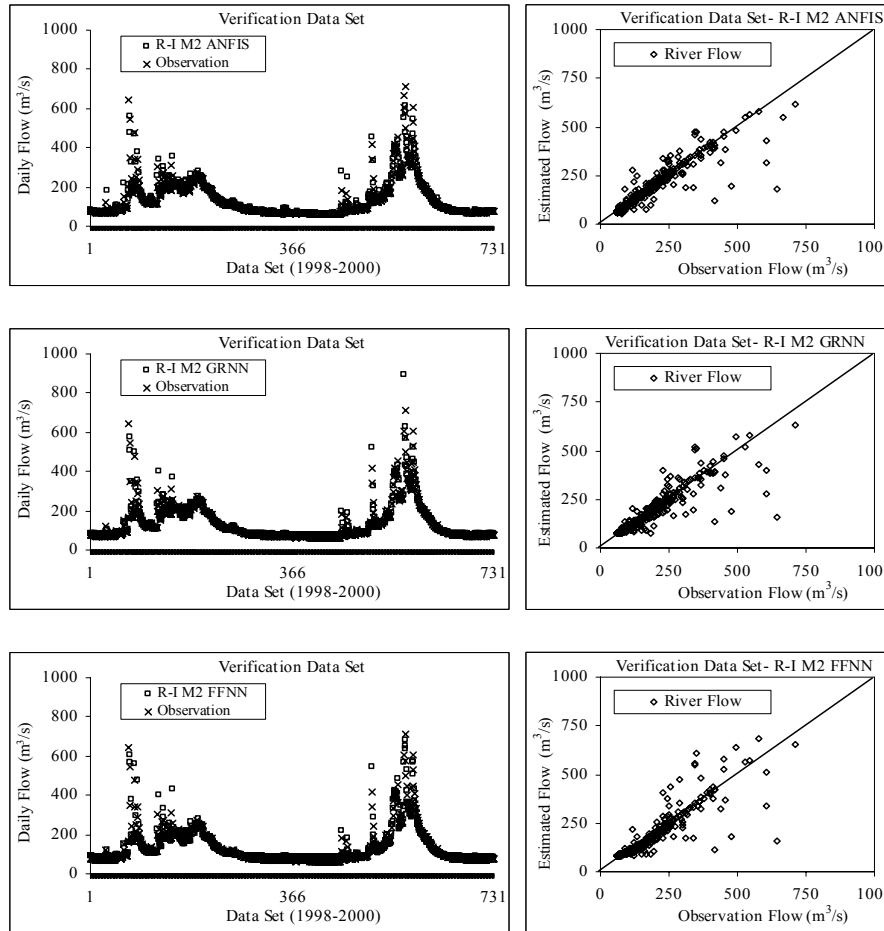 Verification Data Set
R-I M2 ANFIS
Observation
Daily Flow (m³/s)
1000
800
600
400
200
0
1
366
731
Data Set (1998-2000)
Verification Data Set- R-I M2 ANFIS
River Flow
Estimated Flow (m³/s)
1000
750
500
250
0
0
250
500
750
100
Observation Flow (m³/s)
Verification Data Set
R-I M2 GRNN
Observation
Daily Flow (m³/s)
1000
800
600
400
200
0
1
366
731
Data Set (1998-2000)
Verification Data Set- R-I M2 GRNN
River Flow
Estimated Flow (m³/s)
1000
750
500
250
0
0
250
500
750
100
Observation Flow (m³/s)
Verification Data Set
R-I M2 FFNN
Observation
Daily Flow (m³/s)
1000
800
600
400
200
0
1
366
731
Data Set (1998-2000)
Verification Data Set- R-I M2 FFNN
River Flow
Estimated Flow (m³/s)
1000
750
500
250
0
0
250
500
750
100
Observation Flow (m³/s)